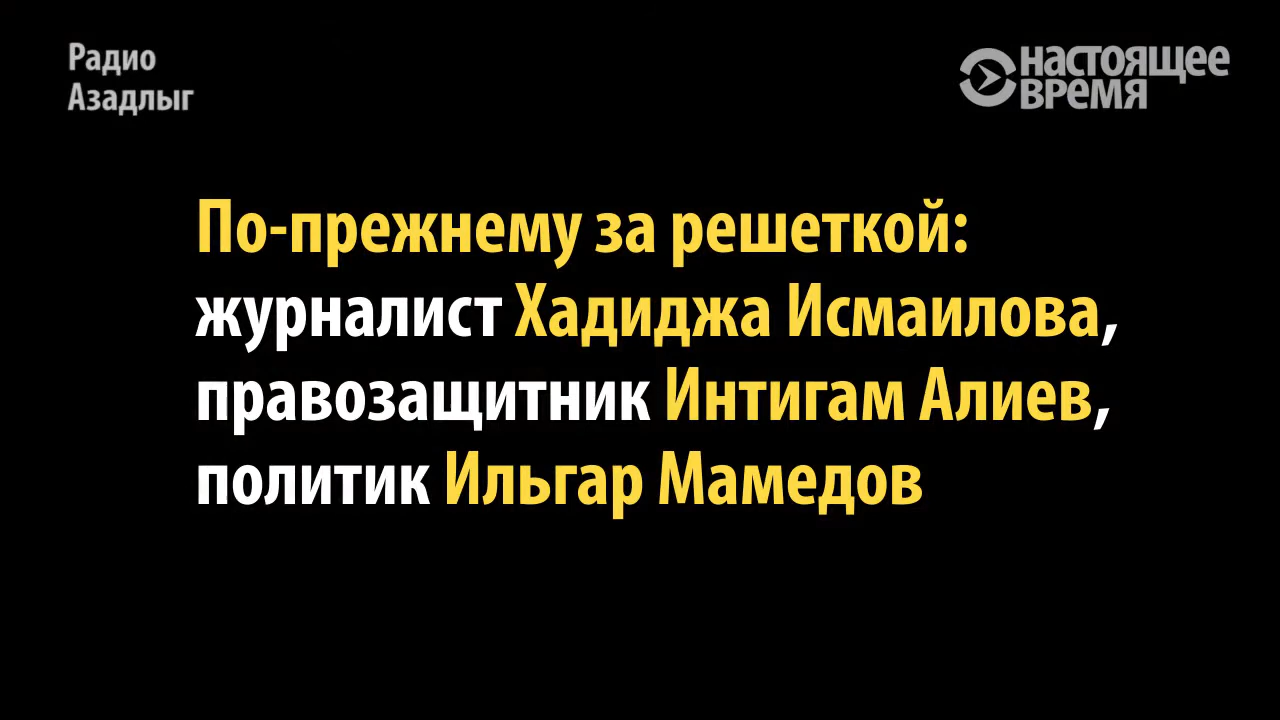 Радио
Азадлыг
НАСТОЯЩЕЕ
ВРЕМЯ
По-прежнему за решеткой:
журналист Хадиджа Исмаилова,
правозащитник Интигам Алиев,
политик Ильгар Мамедов